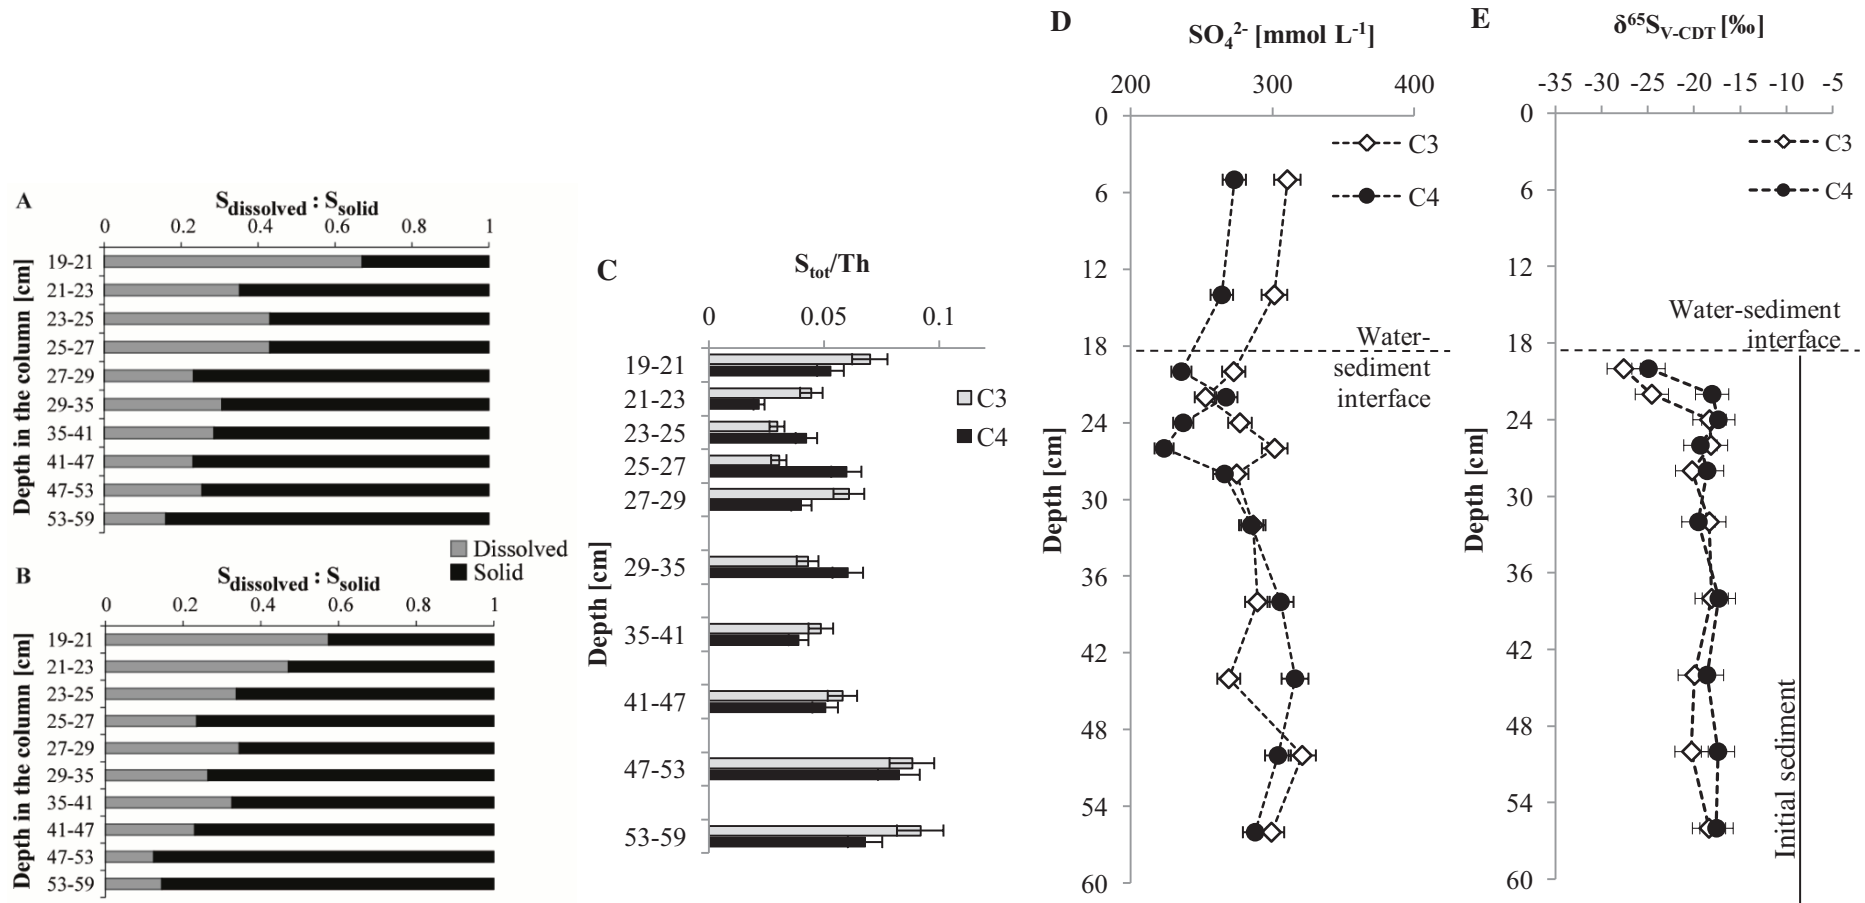 A
S_dissolved : S_solid
0 0.2 0.4 0.6 0.8 1
Depth in the column [cm]
19-21
21-23
23-25
25-27
27-29
29-35
35-41
41-47
47-53
53-59
Dissolved
Solid
B
S_dissolved : S_solid
0 0.2 0.4 0.6 0.8 1
Depth in the column [cm]
19-21
21-23
23-25
25-27
27-29
29-35
35-41
41-47
47-53
53-59
C
S_tot/Th
0 0.05 0.1
Depth [cm]
19-21
21-23
23-25
25-27
27-29
29-35
35-41
41-47
47-53
53-59
C3
C4
D
SO₄²⁻ [mmol L⁻¹]
200 300 400
Depth [cm]
0
6
12
18
24
30
36
42
48
54
60
C3
C4
Water-
sediment
interface
E
δ⁶⁵S_V-CDT [‰]
-35 -30 -25 -20 -15 -10 -5
Depth [cm]
0
6
12
18
24
30
36
42
48
54
60
C3
C4
Water-sediment
interface
Initial sediment